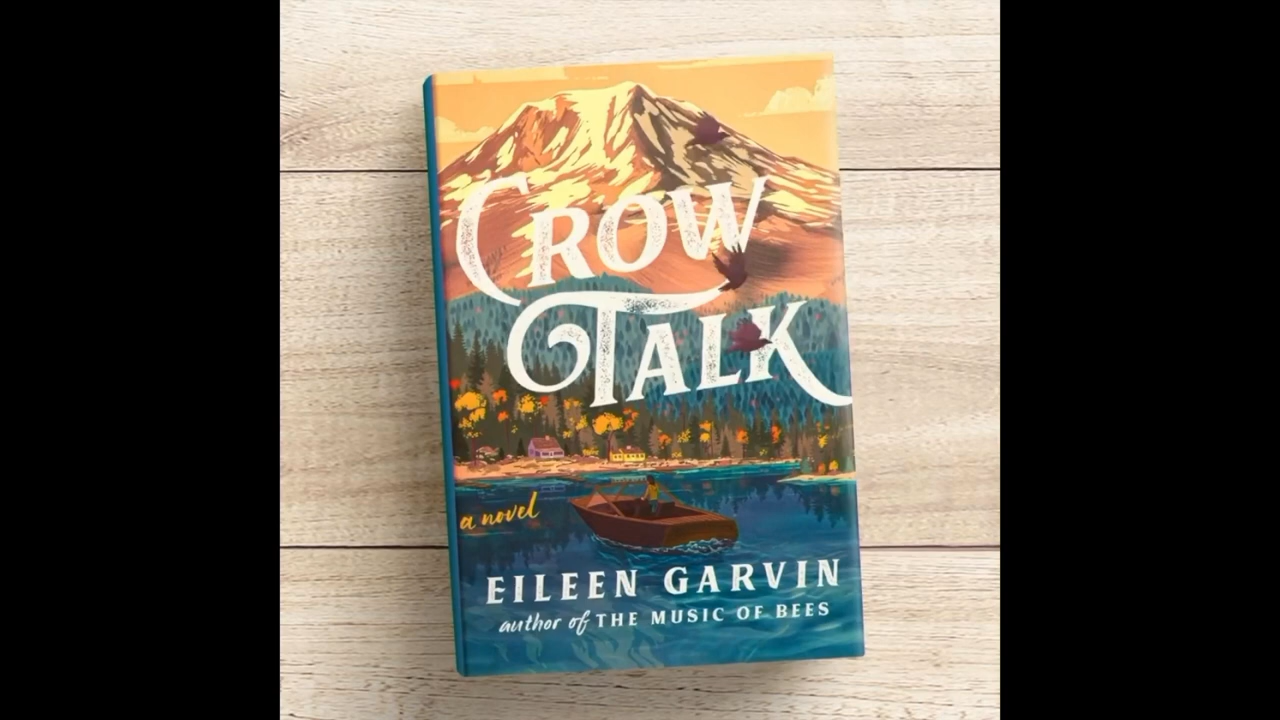 CROW
TALK
a novel
EILEEN GARVIN
author of THE MUSIC OF BEES